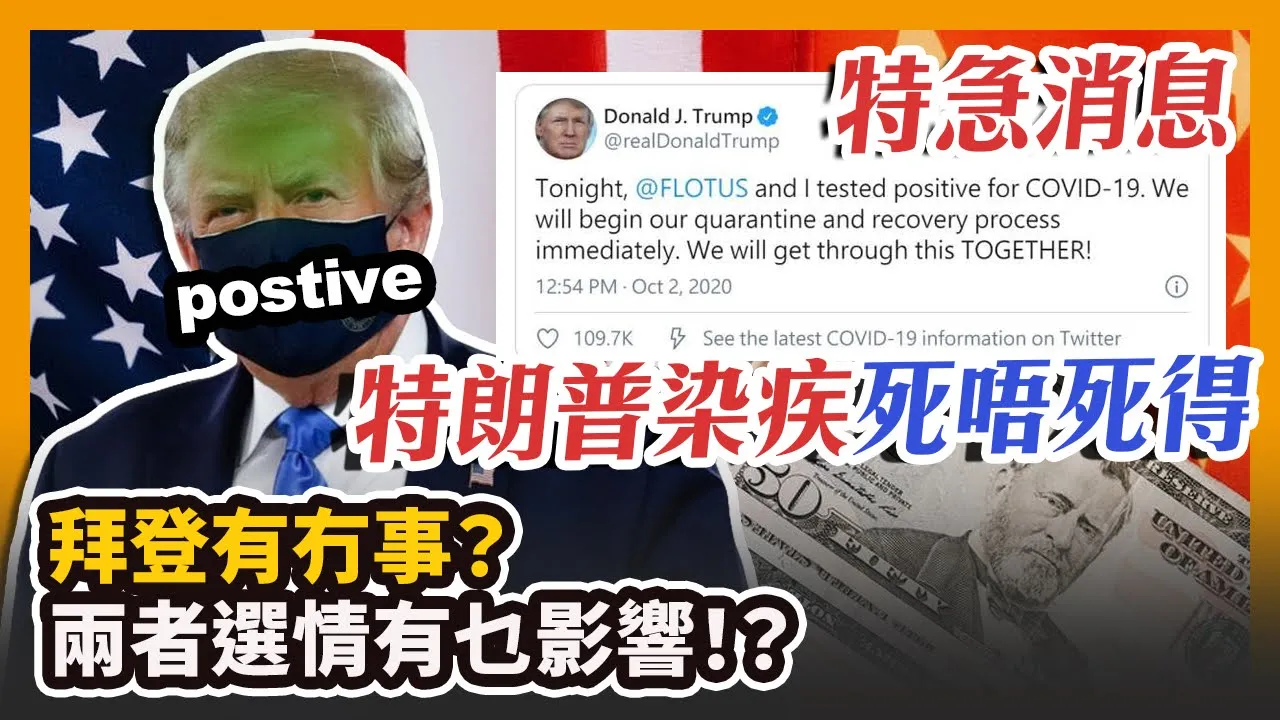 特急消息
Donald J. Trump
@realDonaldTrump
Tonight, @FLOTUS and I tested positive for COVID-19. We
will begin our quarantine and recovery process
immediately. We will get through this TOGETHER!
12:54 PM · Oct 2, 2020
109.7K See the latest COVID-19 information on Twitter
postive
特朗普染疾死唔死得
拜登有冇事?
兩者選情有乜影響!?